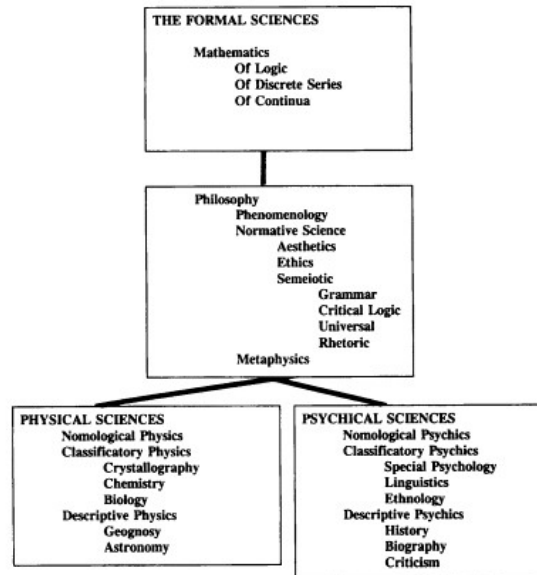 THE FORMAL SCIENCES
Mathematics
Of Logic
Of Discrete Series
Of Continua
Philosophy
Phenomenology
Normative Science
Aesthetics
Ethics
Semeiotic
Grammar
Critical Logic
Universal
Rhetoric
Metaphysics
PHYSICAL SCIENCES
Nomological Physics
Classificatory Physics
Crystallography
Chemistry
Biology
Descriptive Physics
Geognosy
Astronomy
PSYCHICAL SCIENCES
Nomological Psychics
Classificatory Psychics
Special Psychology
Linguistics
Ethnology
Descriptive Psychics
History
Biography
Criticism